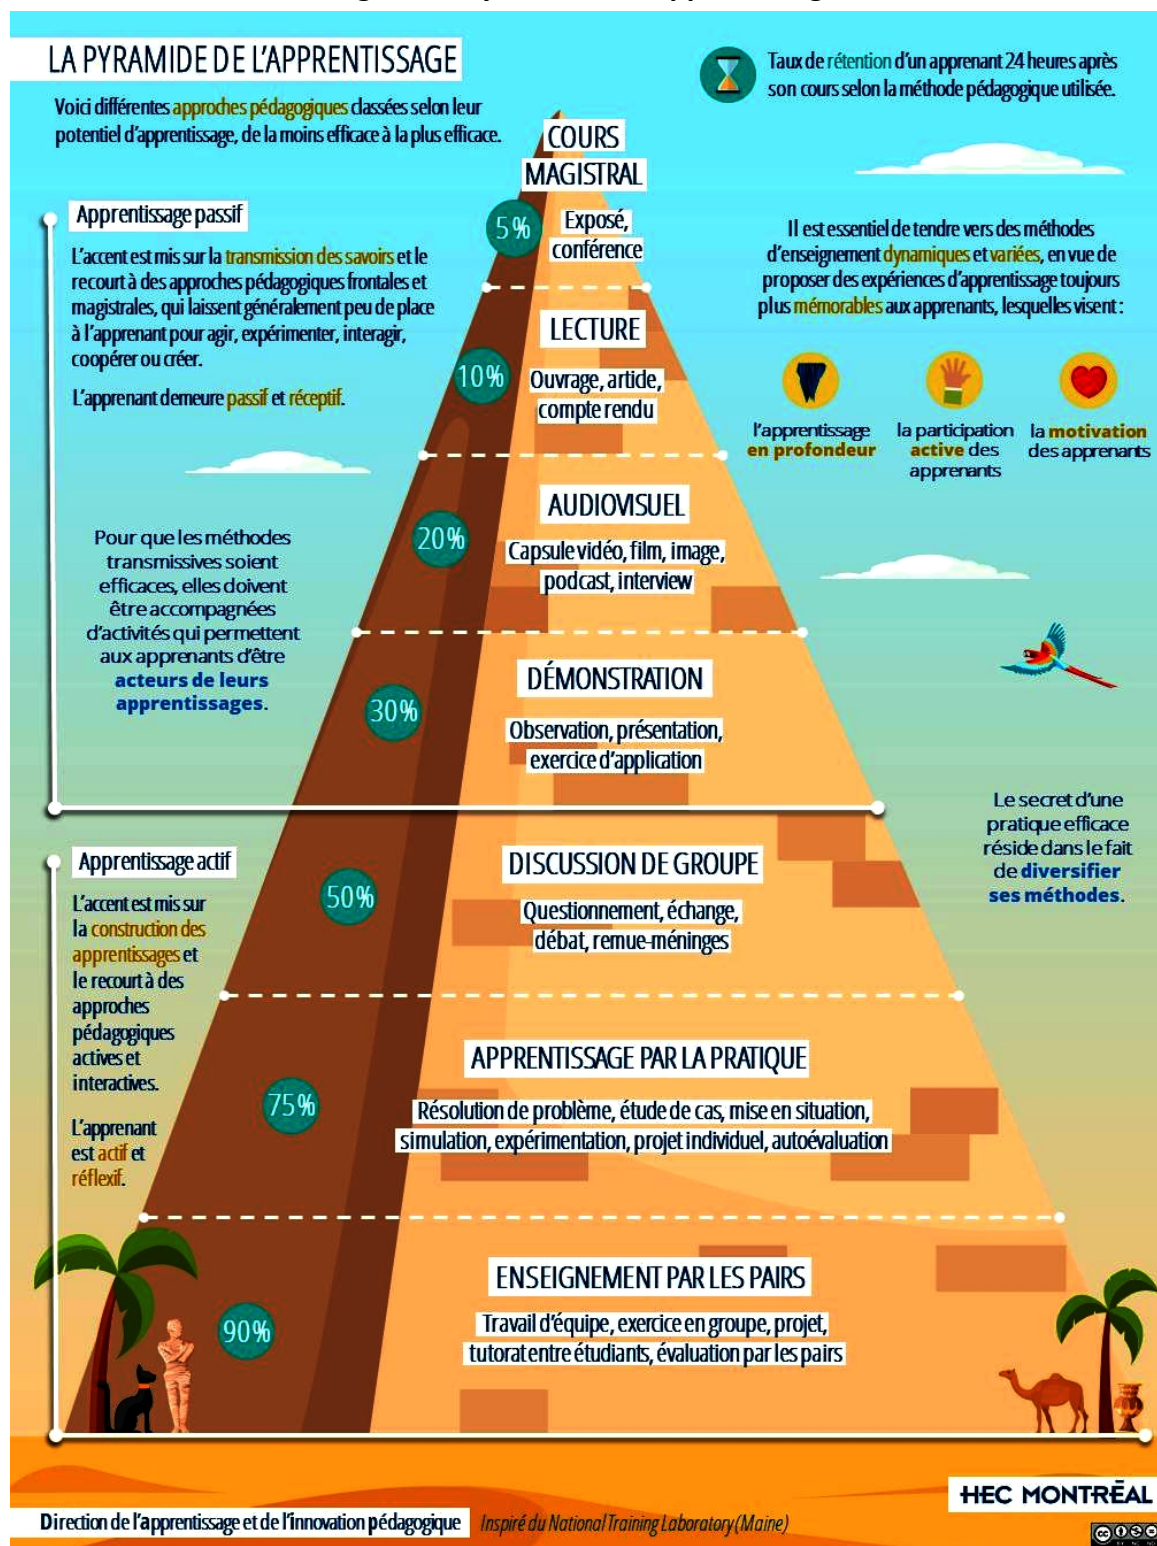 LA PYRAMIDE DE L'APPRENTISSAGE
Voici différentes approches pédagogiques classées selon leur
potentiel d'apprentissage, de la moins efficace à la plus efficace.
Taux de rétention d'un apprenant 24 heures après
son cours selon la méthode pédagogique utilisée.
COURS
MAGISTRAL
5%
Exposé,
conférence
Apprentissage passif
L'accent est mis sur la transmission des savoirs et le
recourt à des approches pédagogiques frontales et
magistrales, qui laissent généralement peu de place
à l'apprenant pour agir, expérimenter, interagir,
coopérer ou créer.
L'apprenant demeure passif et réceptif.
Il est essentiel de tendre vers des méthodes
d'enseignement dynamiques et variées, en vue de
proposer des expériences d'apprentissage toujours
plus mémorables aux apprenants, lesquelles visent :
l'apprentissage
en profondeur
la participation
active des
apprenants
la motivation
des apprenants
LECTURE
10%
Ouvrage, article,
compte rendu
AUDIOVISUEL
20%
Capsule vidéo, film, image,
podcast, interview
Pour que les méthodes
transmissives soient
efficaces, elles doivent
être accompagnées
d'activités qui permettent
aux apprenants d'être
acteurs de leurs
apprentissages.
DÉMONSTRATION
30%
Observation, présentation,
exercice d'application
Le secret d'une
pratique efficace
réside dans le fait
de diversifier
ses méthodes.
Apprentissage actif
L'accent est mis sur
la construction des
apprentissages et
le recourt à des
approches
pédagogiques
actives et
interactives.
L'apprenant
est actif et
réflexif.
DISCUSSION DE GROUPE
50%
Questionnement, échange,
débat, remue-méninges
APPRENTISSAGE PAR LA PRATIQUE
75%
Résolution de problème, étude de cas, mise en situation,
simulation, expérimentation, projet individuel, autoévaluation
ENSEIGNEMENT PAR LES PAIRS
90%
Travail d'équipe, exercice en groupe, projet,
tutorat entre étudiants, évaluation par les pairs
HEC MONTRÉAL
Direction de l'apprentissage et de l'innovation pédagogique
Inspiré du National Training Laboratory (Maine)